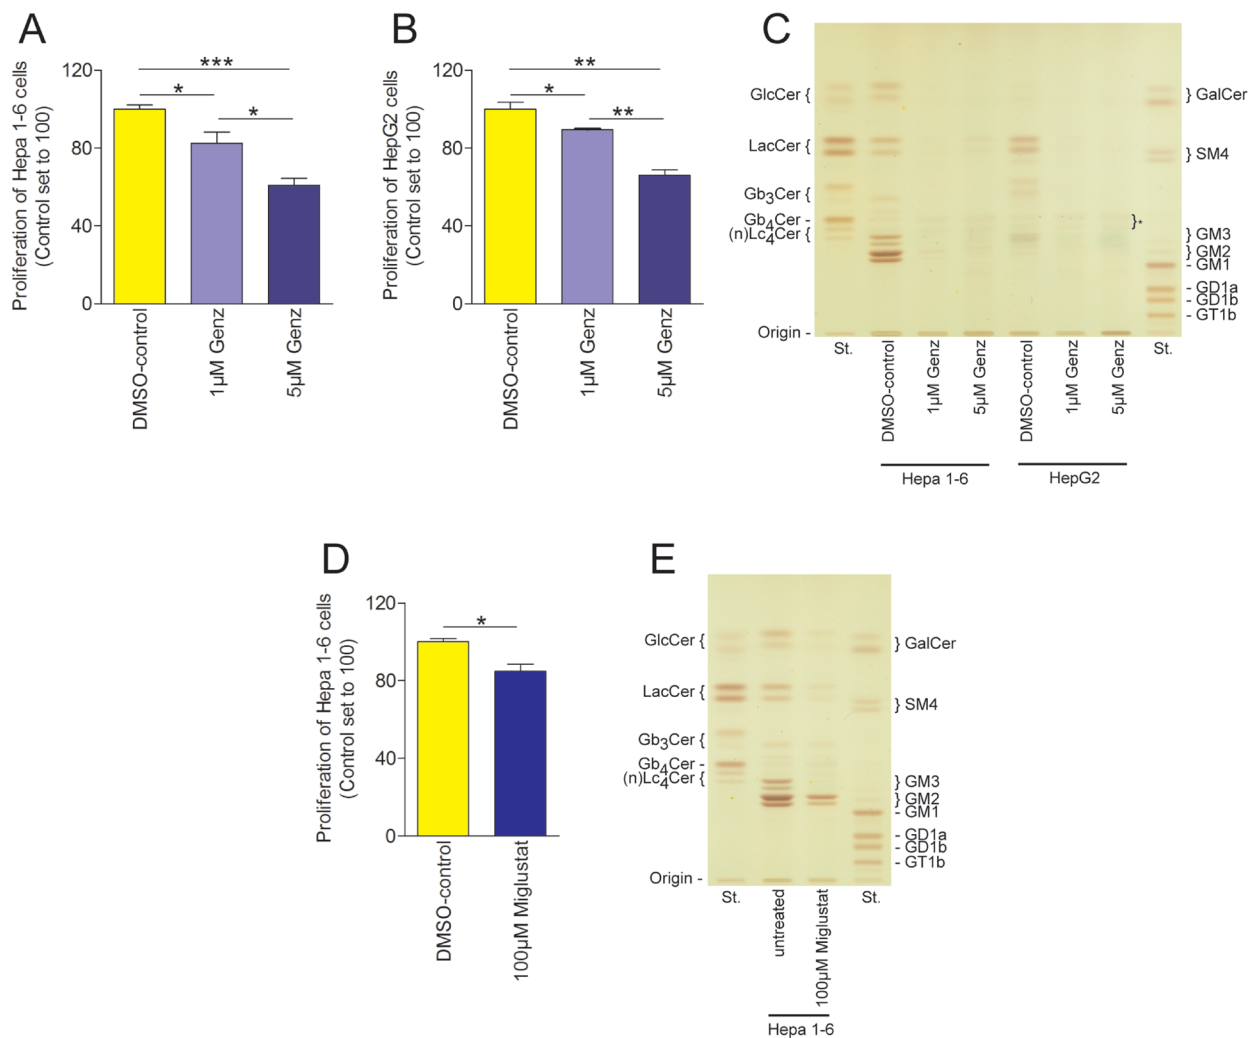 A
Proliferation of Hepa 1-6 cells
(Control set to 100)
120
80
40
0
***
*
*
DMSO-control
1µM Genz
5µM Genz
B
Proliferation of HepG2 cells
(Control set to 100)
120
80
40
0
**
*
**
DMSO-control
1µM Genz
5µM Genz
C
GlcCer {
LacCer {
Gb3Cer {
Gb4Cer -
(n)Lc4Cer {
Origin -
} GalCer
} SM4
}*
} GM3
} GM2
- GM1
- GD1a
- GD1b
- GT1b
St.
DMSO-control
1µM Genz
5µM Genz
DMSO-control
1µM Genz
5µM Genz
St.
Hepa 1-6
HepG2
D
Proliferation of Hepa 1-6 cells
(Control set to 100)
120
80
40
0
*
DMSO-control
100µM Miglustat
E
GlcCer {
LacCer {
Gb3Cer {
Gb4Cer -
(n)Lc4Cer {
Origin -
} GalCer
} SM4
} GM3
} GM2
- GM1
- GD1a
- GD1b
- GT1b
St.
untreated
100µM Miglustat
St.
Hepa 1-6